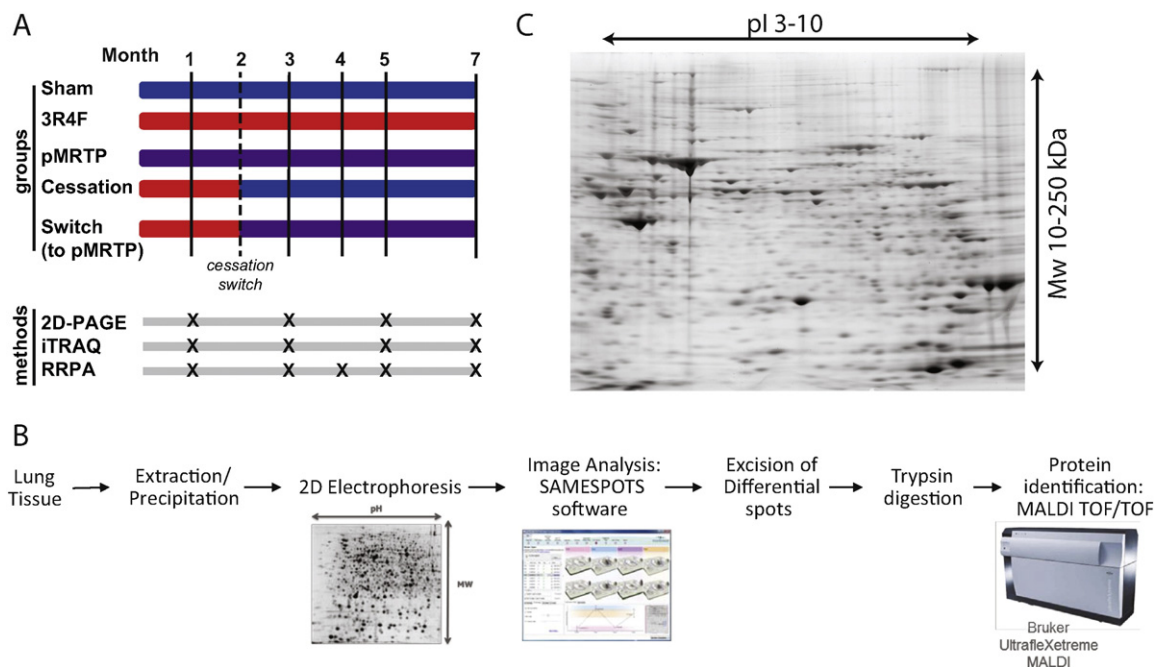 A
Month 1 2 3 4 5 7
groups
Sham
3R4F
pMRTP
Cessation
Switch
(to pMRTP)
cessation
switch
methods
2D-PAGE X X X X
iTRAQ X X X X
RRPA X X X X X
C
pI 3-10
Mw 10-250 kDa
B
Lung
Tissue
Extraction/
Precipitation
2D Electrophoresis
pH
MW
Image Analysis:
SAMESPOTS
software
Excision of
Differential
spots
Trypsin
digestion
Protein
identification:
MALDI TOF/TOF
Bruker
UltrafleXetreme
MALDI